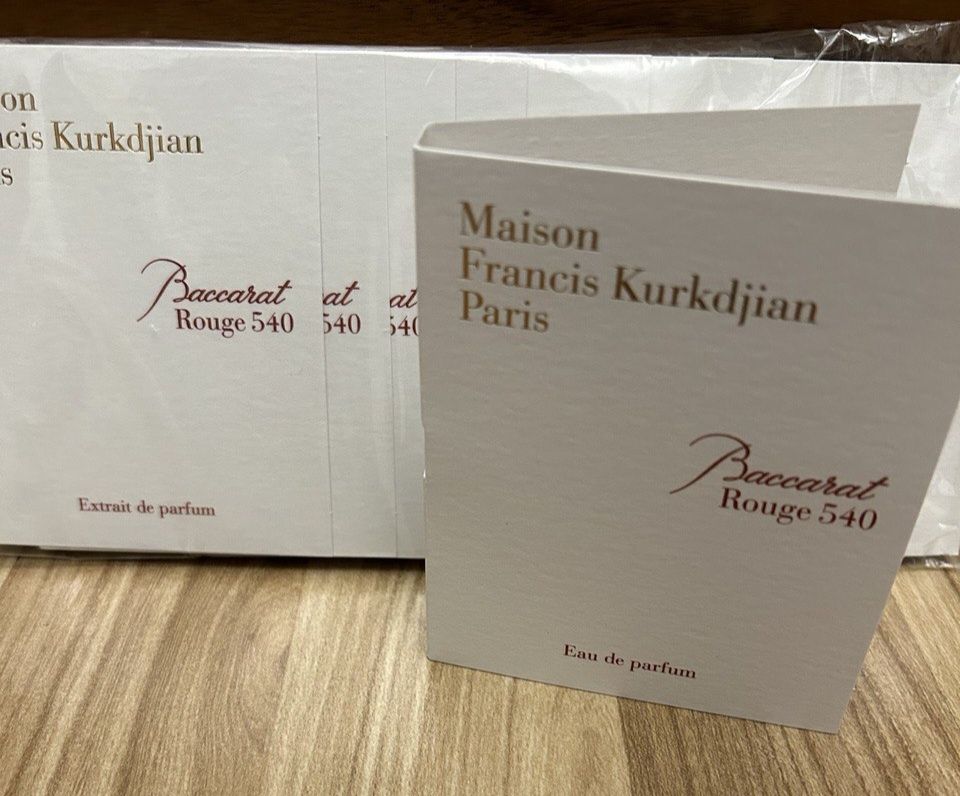 on
cis Kurkdjian
s
Baccarat
Rouge 540
at
540
at
540
Extrait de parfum
Maison
Francis Kurkdjian
Paris
Baccarat
Rouge 540
Eau de parfum